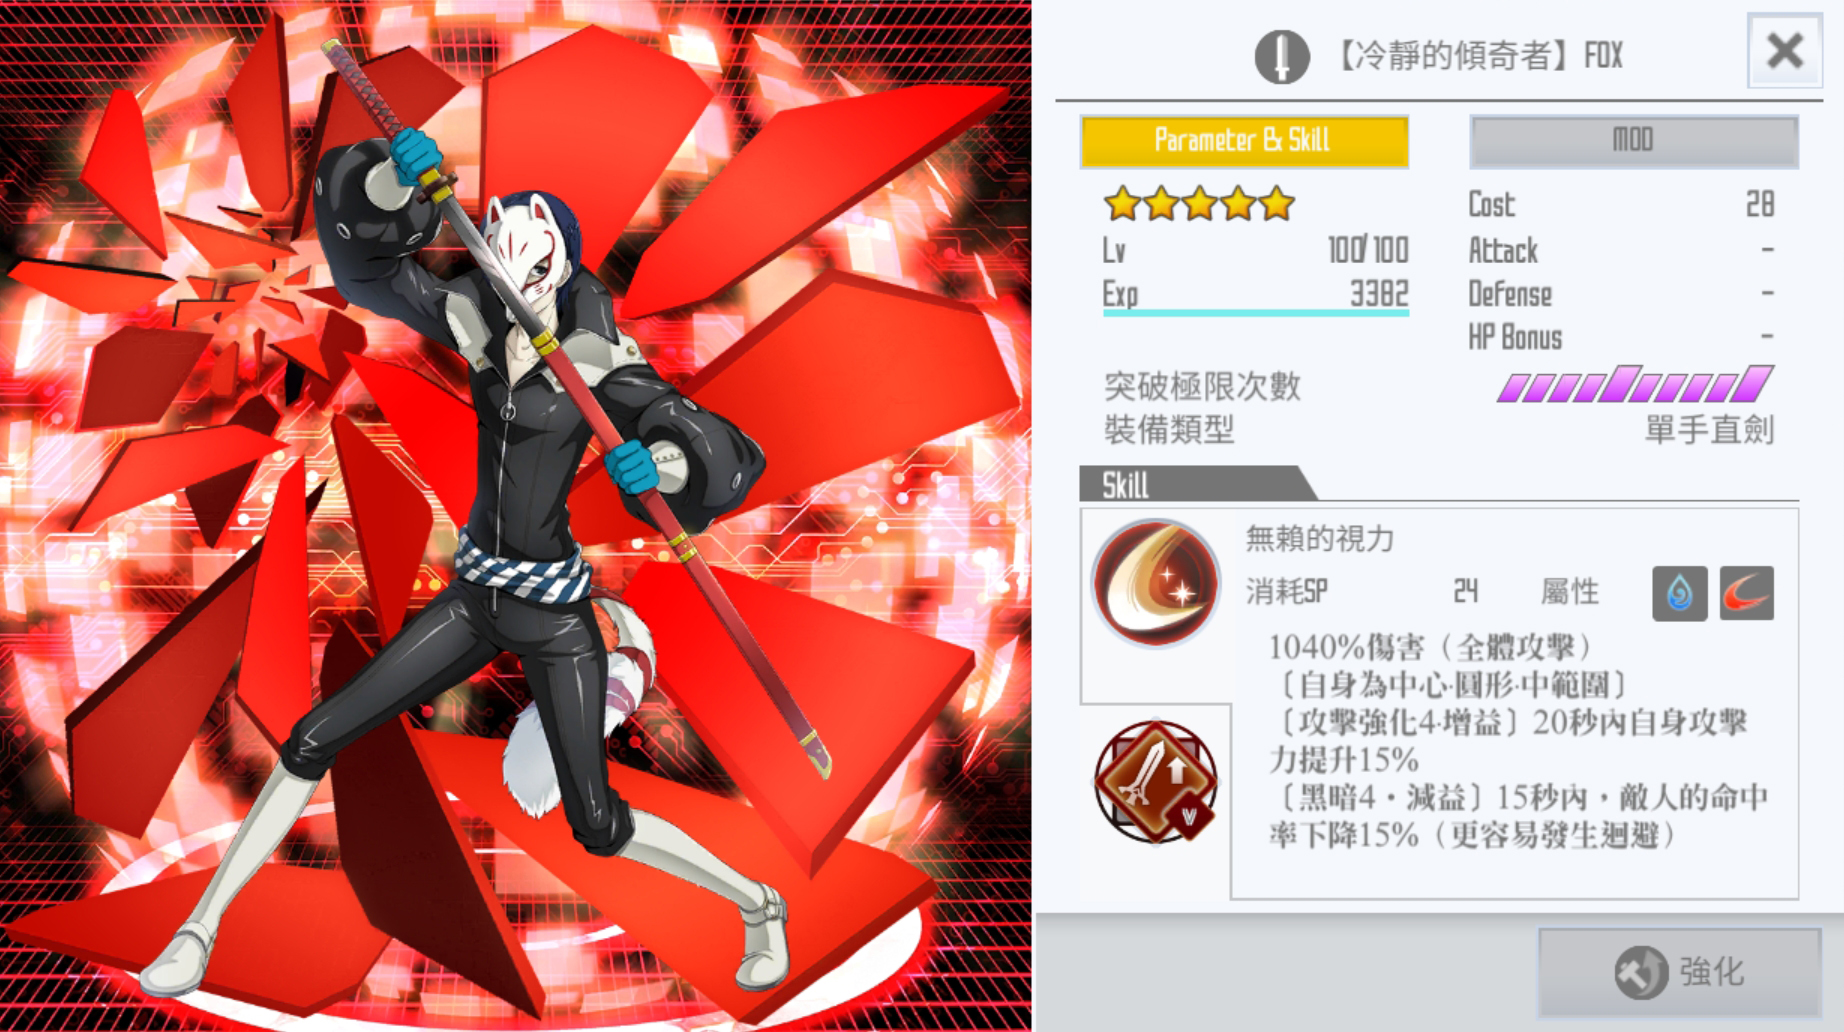 【冷靜的傾奇者】FOX
Parameter & Skill
MOD
Lv 100/100
Exp 3382
Cost 28
Attack -
Defense -
HP Bonus -
突破極限次數
裝備類型 單手直劍
Skill
無賴的視力
消耗SP 24 屬性
1040%傷害（全體攻擊）
〔自身為中心·圓形·中範圍〕
〔攻擊強化4·增益〕20秒內自身攻擊
力提升15%
〔黑暗4・減益〕15秒內，敵人的命中
率下降15%（更容易發生迴避）
V
強化